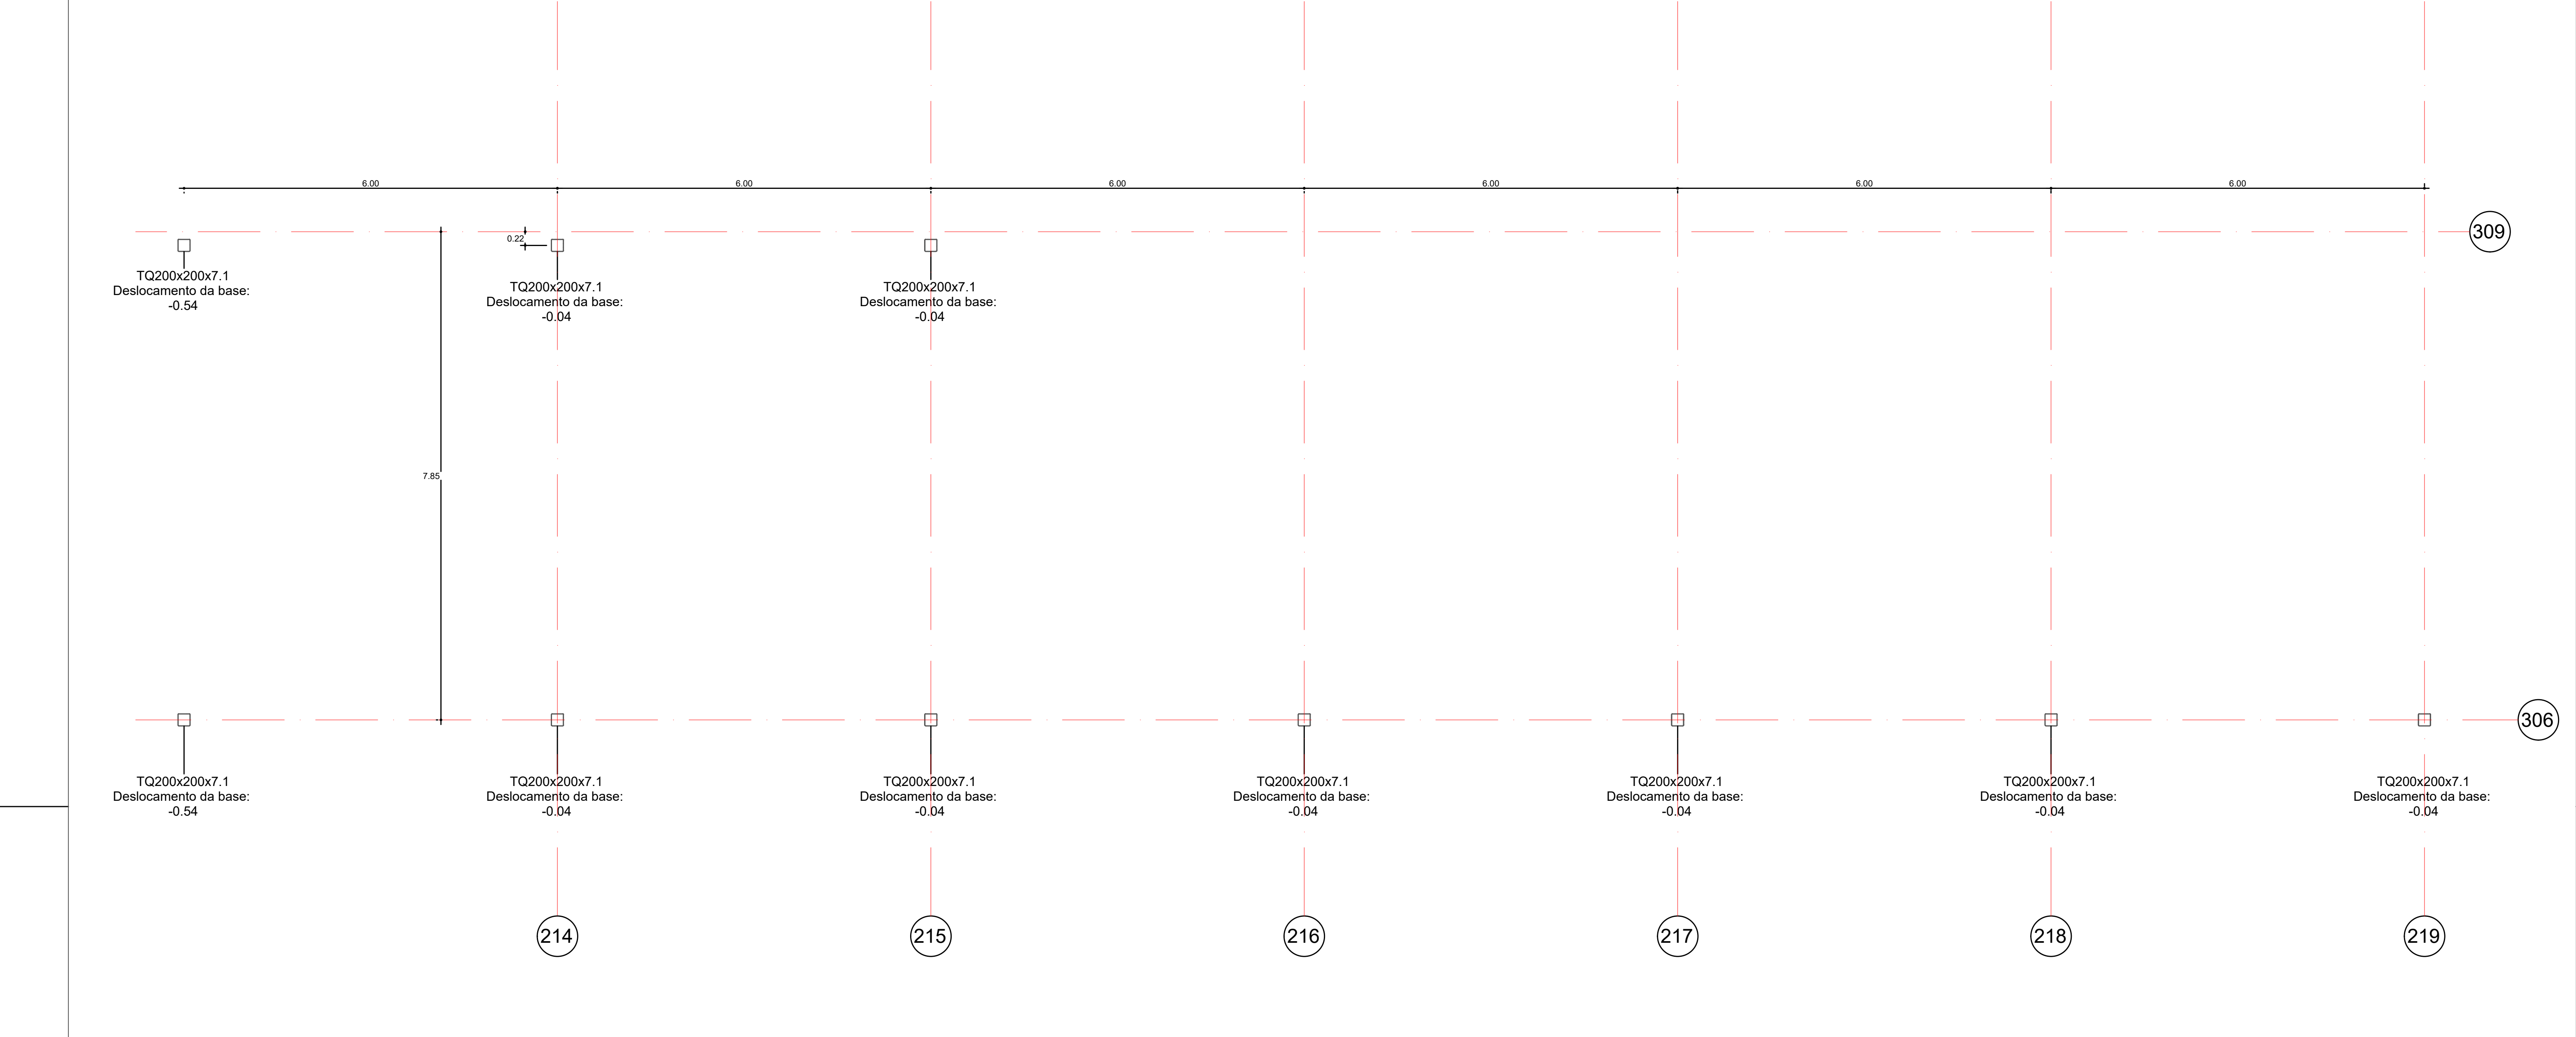 6.00
6.00
6.00
6.00
6.00
6.00
309
0.22
TQ200x200x7.1
Deslocamento da base:
-0.54
TQ200x200x7.1
Deslocamento da base:
-0.04
TQ200x200x7.1
Deslocamento da base:
-0.04
7.85
306
TQ200x200x7.1
Deslocamento da base:
-0.54
TQ200x200x7.1
Deslocamento da base:
-0.04
TQ200x200x7.1
Deslocamento da base:
-0.04
TQ200x200x7.1
Deslocamento da base:
-0.04
TQ200x200x7.1
Deslocamento da base:
-0.04
TQ200x200x7.1
Deslocamento da base:
-0.04
TQ200x200x7.1
Deslocamento da base:
-0.04
214
215
216
217
218
219